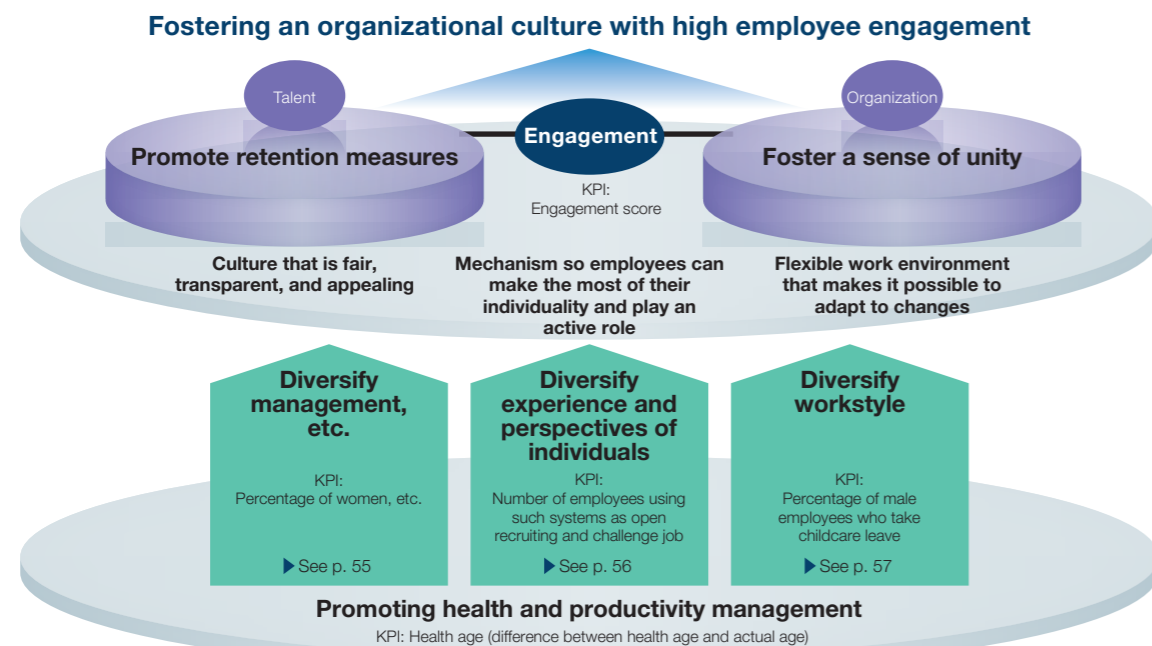 Fostering an organizational culture with high employee engagement
Talent
Organization
Engagement
Promote retention measures
Foster a sense of unity
KPI:
Engagement score
Culture that is fair,
transparent, and appealing
Mechanism so employees can
make the most of their
individuality and play an
active role
Flexible work environment
that makes it possible to
adapt to changes
Diversify
management,
etc.
KPI:
Percentage of women, etc.
▶ See p. 55
Diversify
experience and
perspectives of
individuals
KPI:
Number of employees using
such systems as open
recruiting and challenge job
▶ See p. 56
Diversify
workstyle
KPI:
Percentage of male
employees who take
childcare leave
▶ See p. 57
Promoting health and productivity management
KPI: Health age (difference between health age and actual age)